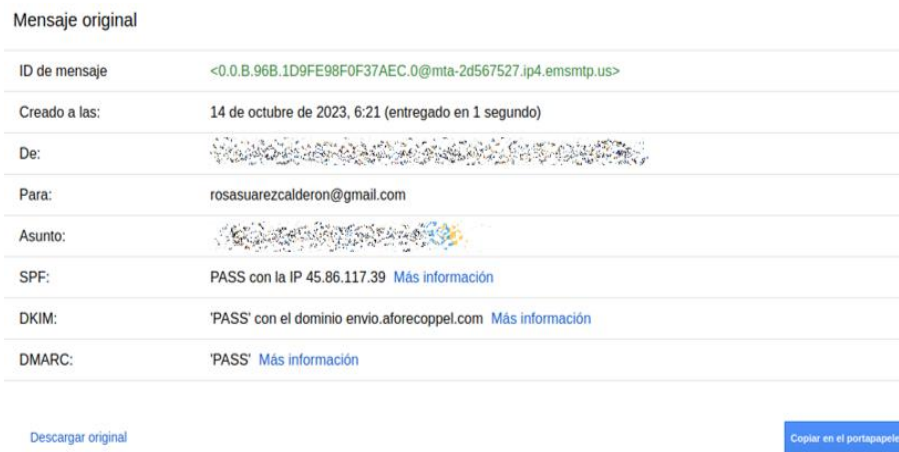 Mensaje original
ID de mensaje <0.0.B.96B.1D9FE98F0F37AEC.0@mta-2d567527.ip4.emsmtp.us>
Creado a las: 14 de octubre de 2023, 6:21 (entregado en 1 segundo)
De:
Para: rosasuarezcalderon@gmail.com
Asunto:
SPF: PASS con la IP 45.86.117.39 Más información
DKIM: 'PASS' con el dominio envio.aforecoppel.com Más información
DMARC: 'PASS' Más información
Descargar original
Copiar en el portapapele